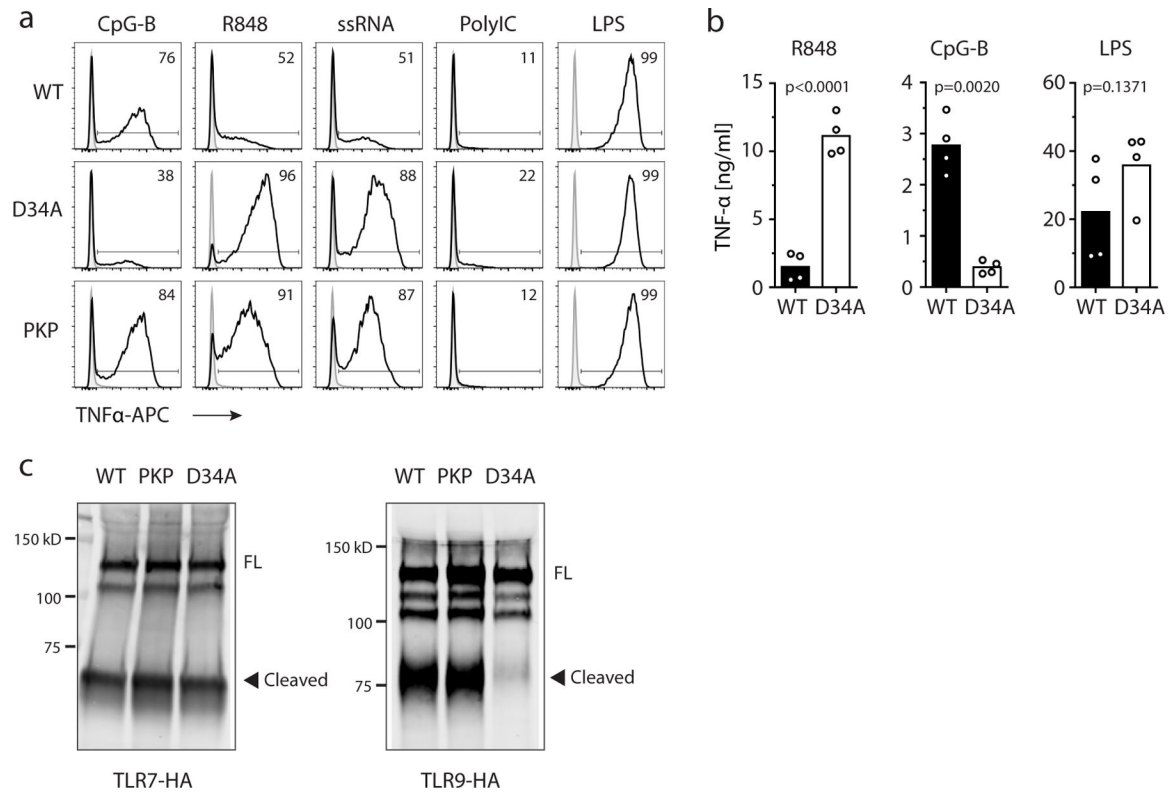 a
CpG-B R848 ssRNA PolyIC LPS
WT 76 52 51 11 99
D34A 38 96 88 22 99
PKP 84 91 87 12 99
TNFα-APC
b
R848 CpG-B LPS
p<0.0001 p=0.0020 p=0.1371
TNF-α [ng/ml]
15 10 5 0
4 3 2 1 0
60 40 20 0
WT D34A WT D34A WT D34A
c
WT PKP D34A
150 kD
FL
100
75
Cleaved
TLR7-HA
WT PKP D34A
150 kD
FL
100
75
Cleaved
TLR9-HA